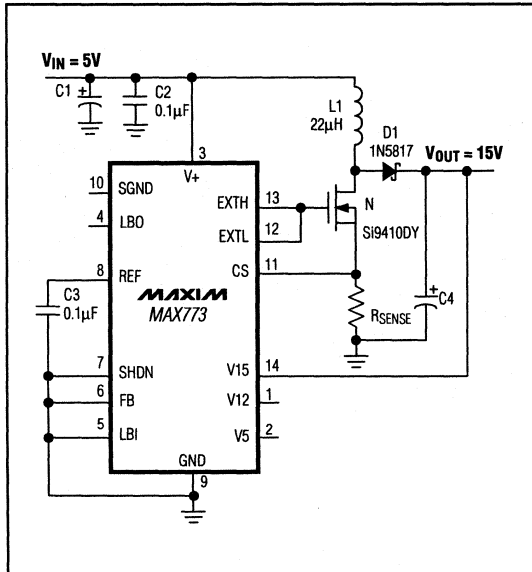 VIN = 5V
C1
+
C2
0.1µF
L1
22µH
D1
1N5817
VOUT = 15V
3
V+
10
SGND
EXTH
13
N
4
LBO
EXTL
12
Si9410DY
8
REF
CS
11
C3
0.1µF
MAXIM
MAX773
RSENSE
+
C4
7
SHDN
V15
14
6
FB
V12
1
5
LBI
V5
2
GND
9